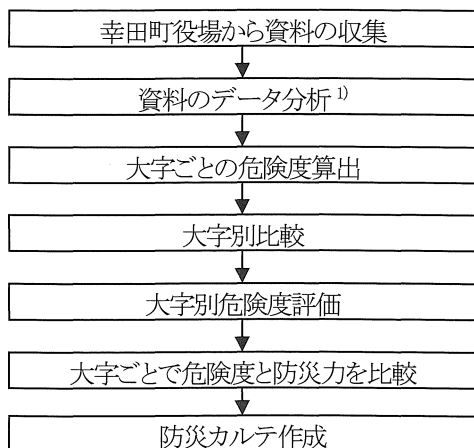 幸田町役場から資料の収集
資料のデータ分析1)
大字ごとの危険度算出
大字別比較
大字別危険度評価
大字ごとで危険度と防災力を比較
防災カルテ作成